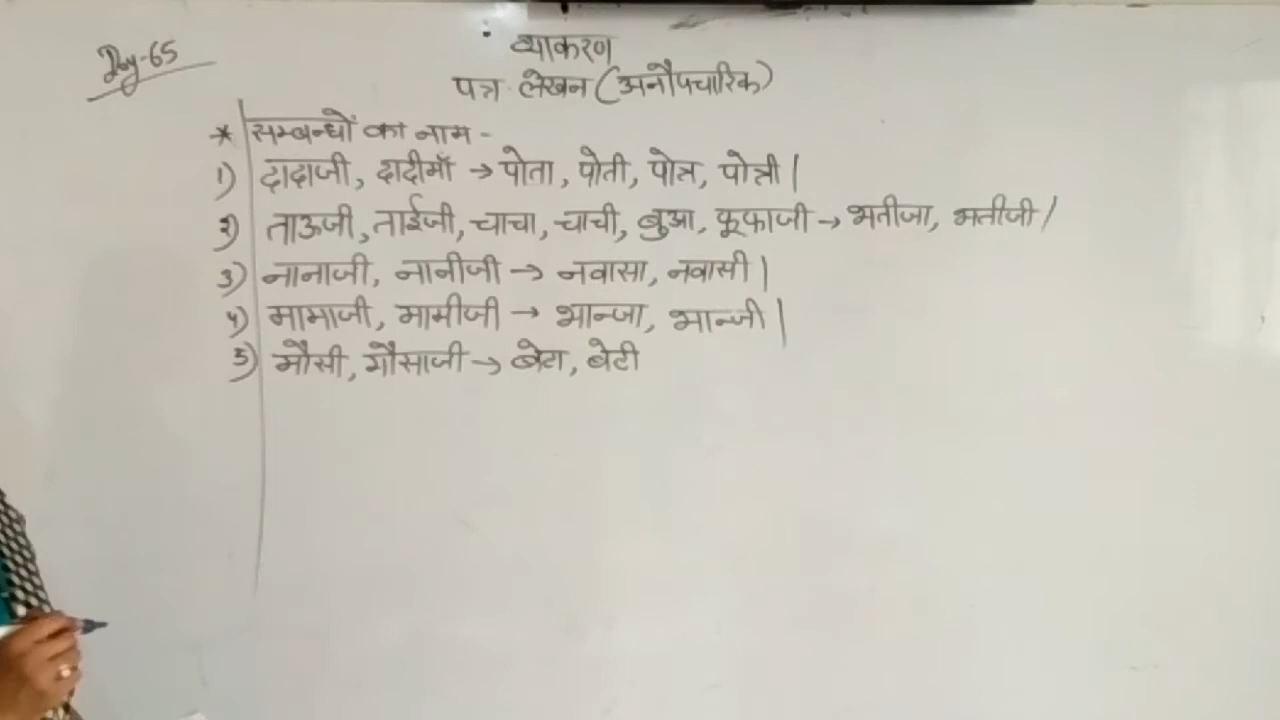 Day-65
व्याकरण
पत्र लेखन (अनौपचारिक)
* सम्बन्धों का नाम -
1) दादाजी, दादीमाँ → पोता, पोती, पौत्र, पोत्री |
2) ताऊजी, ताईजी, चाचा, चाची, बुआ, फूफाजी → भतीजा, भतीजी |
3) नानाजी, नानीजी → नवासा, नवासी |
4) मामाजी, मामीजी → भान्जा, भान्जी |
5) मौसी, मौसाजी → बेटा, बेटी